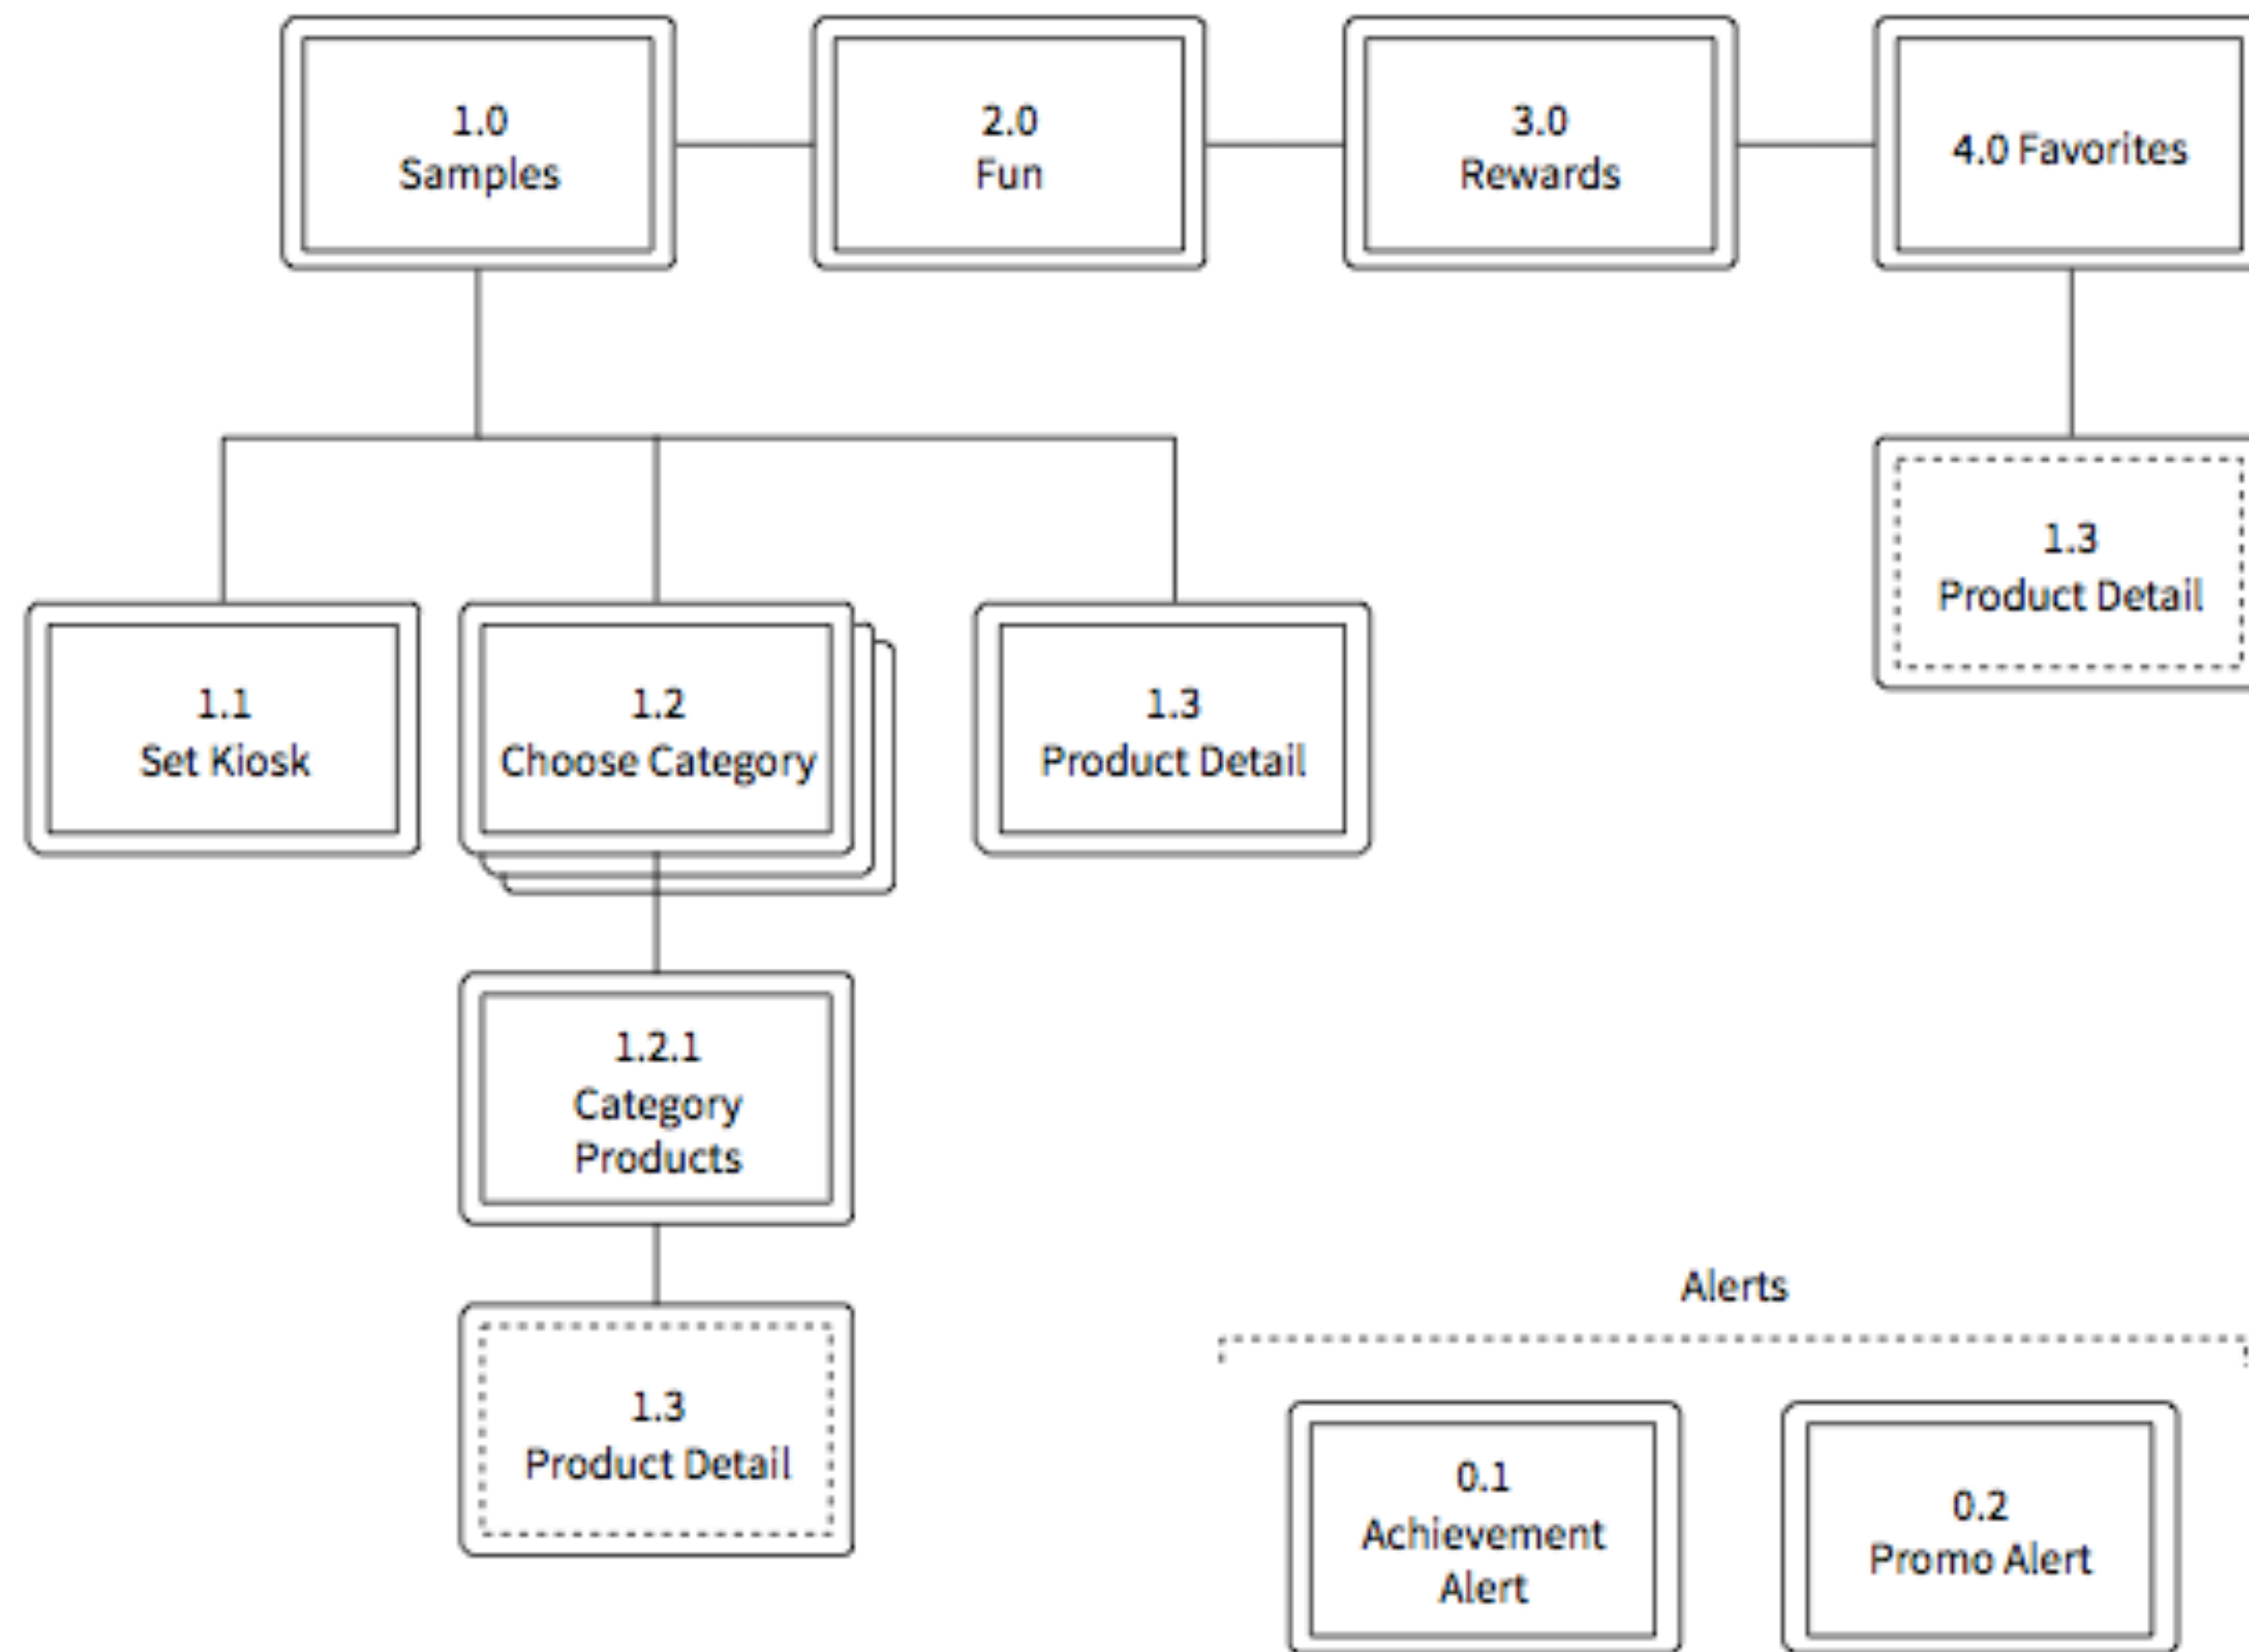 1.0
Samples
2.0
Fun
3.0
Rewards
4.0 Favorites
1.3
Product Detail
1.1
Set Kiosk
1.2
Choose Category
1.3
Product Detail
1.2.1
Category
Products
1.3
Product Detail
Alerts
0.1
Achievement
Alert
0.2
Promo Alert